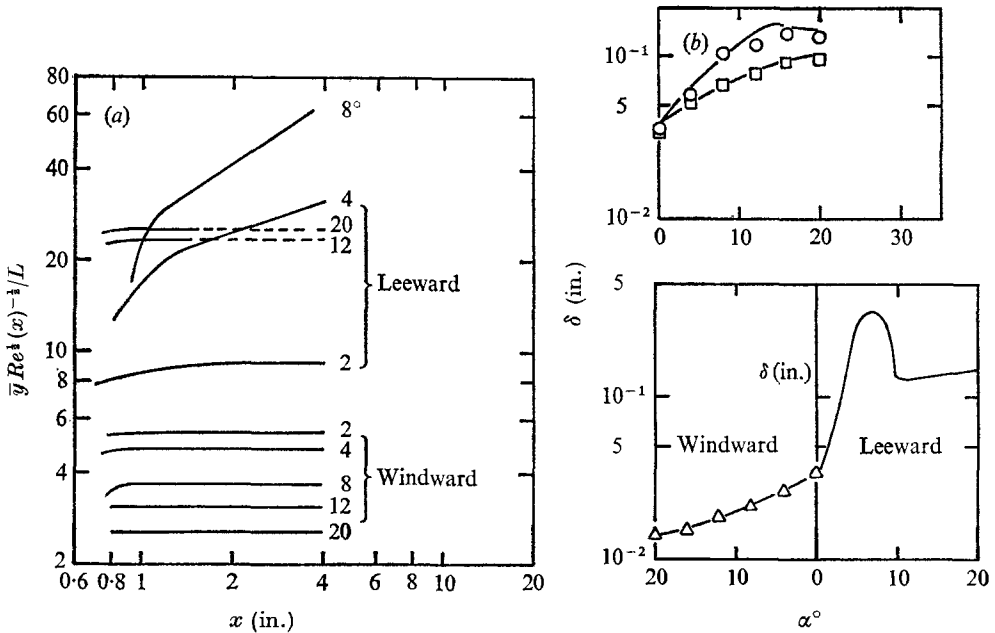 (a)
80
60
40
20
10
8
6
4
2
8°
4
20
12
Leeward
2
2
4
Windward
8
12
20
0·6 0·8 1 2 4 6 8 10 20
x (in.)
ȳ Re^½ (x)^−½/L
(b)
10⁻¹
5
10⁻²
0 10 20 30
δ (in.)
5
δ (in.)
10⁻¹
5
Windward
Leeward
10⁻²
20 10 0 10 20
α°